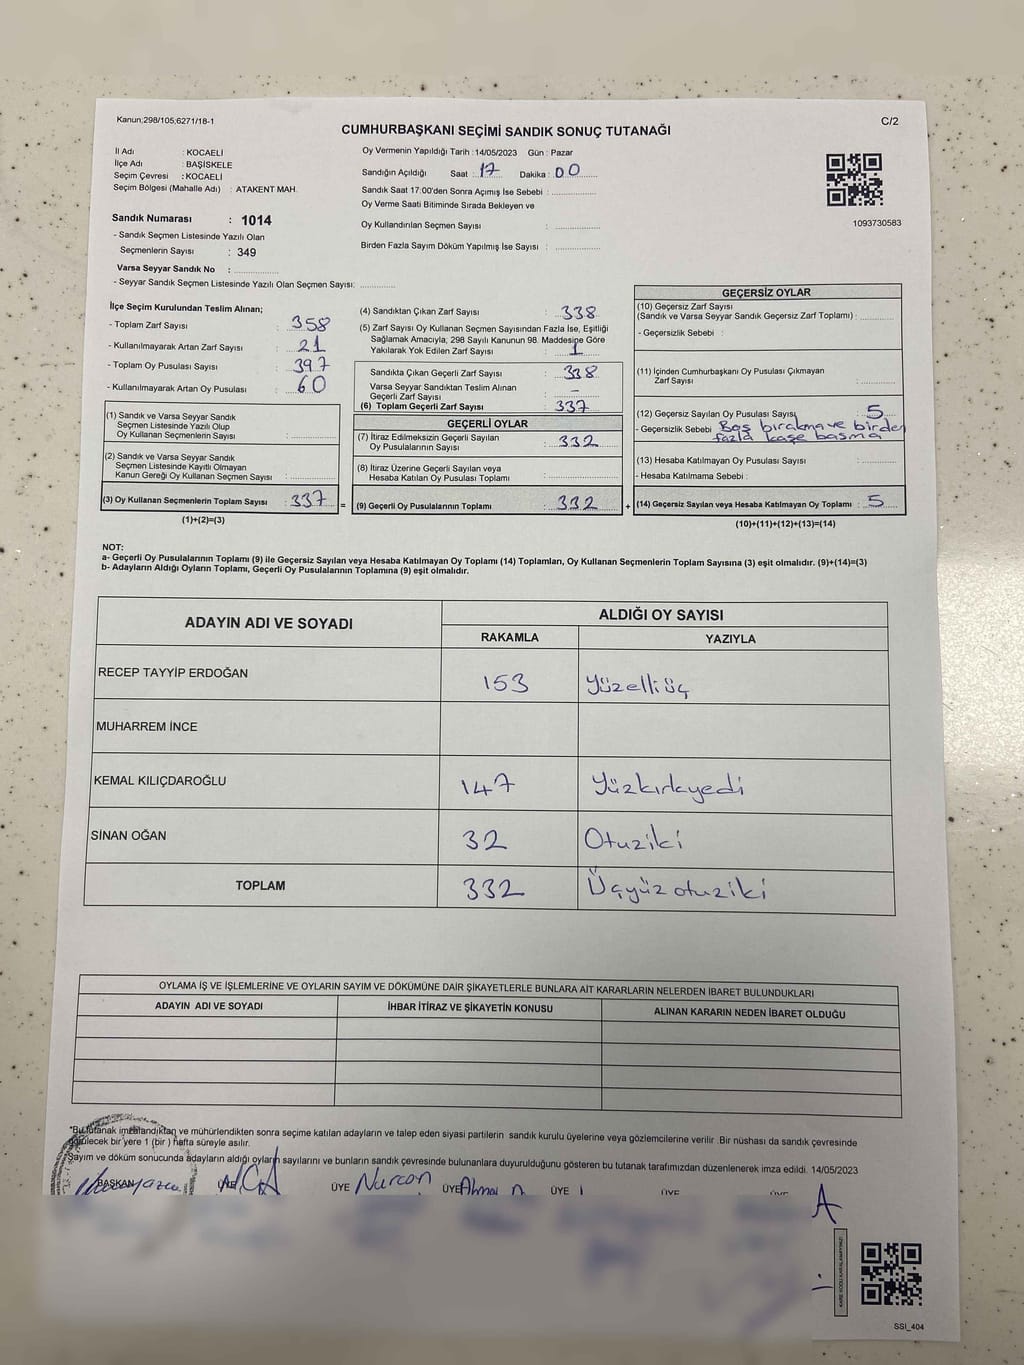 Kanun;298/105,6271/18-1
C/2
CUMHURBAŞKANI SEÇİMİ SANDIK SONUÇ TUTANAĞI
İl Adı : KOCAELİ
İlçe Adı : BAŞİSKELE
Seçim Çevresi : KOCAELİ
Seçim Bölgesi (Mahalle Adı) : ATAKENT MAH.
Sandık Numarası : 1014
- Sandık Seçmen Listesinde Yazılı Olan
Seçmenlerin Sayısı : 349
Varsa Seyyar Sandık No :
- Seyyar Sandık Seçmen Listesinde Yazılı Olan Seçmen Sayısı:
Oy Vermenin Yapıldığı Tarih :14/05/2023 Gün : Pazar
Sandığın Açıldığı Saat : 17 Dakika : 00
Sandık Saat 17:00'den Sonra Açımış İse Sebebi :
Oy Verme Saati Bitiminde Sırada Bekleyen ve
Oy Kullandırılan Seçmen Sayısı :
Birden Fazla Sayım Döküm Yapılmış İse Sayısı :
1093730583
İlçe Seçim Kurulundan Teslim Alınan;
- Toplam Zarf Sayısı : 358
- Kullanılmayarak Artan Zarf Sayısı : 21
- Toplam Oy Pusulası Sayısı : 397
- Kullanılmayarak Artan Oy Pusulası : 60
(1) Sandık ve Varsa Seyyar Sandık
Seçmen Listesinde Yazılı Olup
Oy Kullanan Seçmenlerin Sayısı :
(2) Sandık ve Varsa Seyyar Sandık
Seçmen Listesinde Kayıtlı Olmayan
Kanun Gereği Oy Kullanan Seçmen Sayısı :
(3) Oy Kullanan Seçmenlerin Toplam Sayısı : 337 =
(1)+(2)=(3)
(4) Sandıktan Çıkan Zarf Sayısı : 338
(5) Zarf Sayısı Oy Kullanan Seçmen Sayısından Fazla İse, Eşitliği
Sağlamak Amacıyla, 298 Sayılı Kanunun 98. Maddesine Göre
Yakılarak Yok Edilen Zarf Sayısı : 1
Sandıkta Çıkan Geçerli Zarf Sayısı : 338
Varsa Seyyar Sandıktan Teslim Alınan
Geçerli Zarf Sayısı : -
(6) Toplam Geçerli Zarf Sayısı : 337
GEÇERLİ OYLAR
(7) İtiraz Edilmeksizin Geçerli Sayılan
Oy Pusulalarının Sayısı : 332
(8) İtiraz Üzerine Geçerli Sayılan veya
Hesaba Katılan Oy Pusulası Toplamı :
(9) Geçerli Oy Pusulalarının Toplamı : 332 +
GEÇERSİZ OYLAR
(10) Geçersiz Zarf Sayısı
(Sandık ve Varsa Seyyar Sandık Geçersiz Zarf Toplamı) :
- Geçersizlik Sebebi :
(11) İçinden Cumhurbaşkanı Oy Pusulası Çıkmayan
Zarf Sayısı :
(12) Geçersiz Sayılan Oy Pusulası Sayısı : 5
- Geçersizlik Sebebi Boş bırakma ve birden
fazla kaşe basma
(13) Hesaba Katılmayan Oy Pusulası Sayısı :
- Hesaba Katılmama Sebebi :
(14) Geçersiz Sayılan veya Hesaba Katılmayan Oy Toplamı : 5
(10)+(11)+(12)+(13)=(14)
NOT:
a- Geçerli Oy Pusulalarının Toplamı (9) ile Geçersiz Sayılan veya Hesaba Katılmayan Oy Toplamı (14) Toplamları, Oy Kullanan Seçmenlerin Toplam Sayısına (3) eşit olmalıdır. (9)+(14)=(3)
b- Adayların Aldığı Oyların Toplamı, Geçerli Oy Pusulalarının Toplamına (9) eşit olmalıdır.
ADAYIN ADI VE SOYADI
ALDIĞI OY SAYISI
RAKAMLA YAZIYLA
RECEP TAYYİP ERDOĞAN 153 Yüzelliüç
MUHARREM İNCE
KEMAL KILIÇDAROĞLU 147 Yüzkırkyedi
SİNAN OĞAN 32 Otuziki
TOPLAM 332 Üçyüz otuziki
OYLAMA İŞ VE İŞLEMLERİNE VE OYLARIN SAYIM VE DÖKÜMÜNE DAİR ŞİKAYETLERLE BUNLARA AİT KARARLARIN NELERDEN İBARET BULUNDUKLARI
ADAYIN ADI VE SOYADI İHBAR İTİRAZ VE ŞİKAYETİN KONUSU ALINAN KARARIN NEDEN İBARET OLDUĞU
*Bu tutanak imzalandıktan ve mühürlendikten sonra seçime katılan adayların ve talep eden siyasi partilerin sandık kurulu üyelerine veya gözlemcilerine verilir .Bir nüshası da sandık çevresinde
görülecek bir yere 1 (bir ) hafta süreyle asılır.
Sayım ve döküm sonucunda adayların aldığı oyların sayılarını ve bunların sandık çevresinde bulunanlara duyurulduğunu gösteren bu tutanak tarafımızdan düzenlenerek imza edildi. 14/05/2023
BAŞKAN ÜYE ÜYE Nurcan ÜYE ÜYE ÜYE ÜYE
A
SSI_404